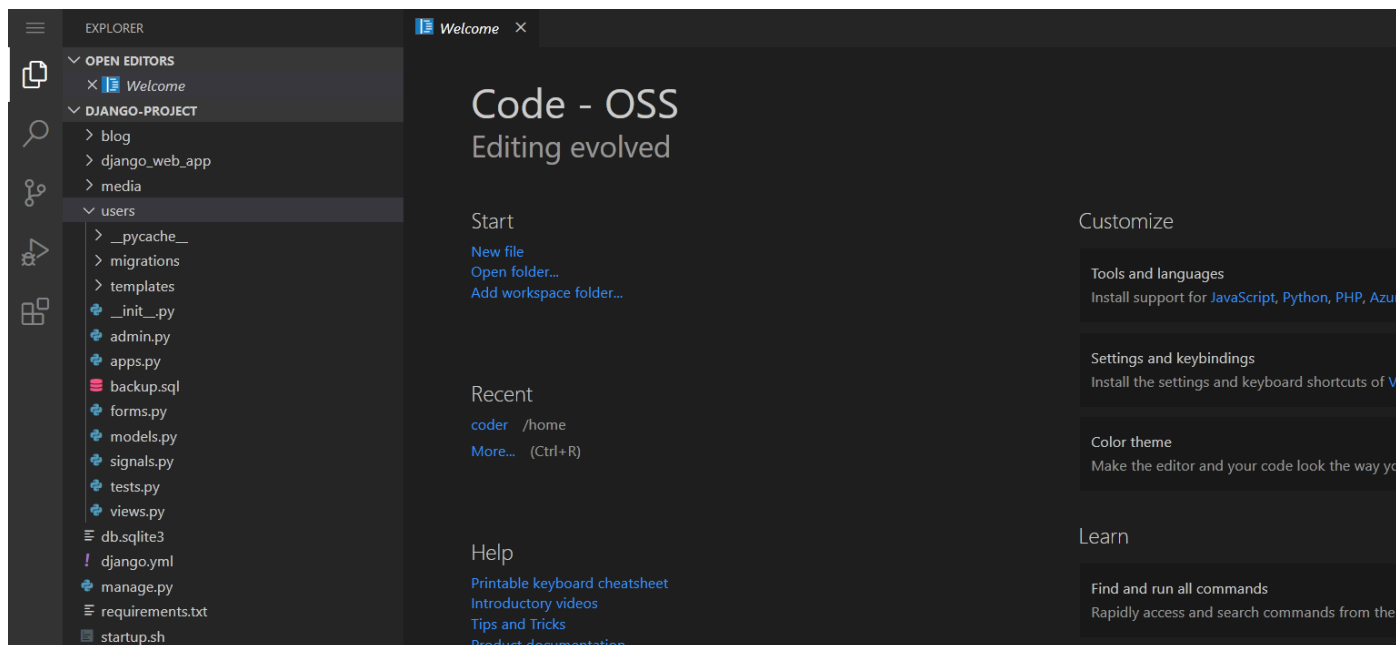 EXPLORER
OPEN EDITORS
Welcome
DJANGO-PROJECT
blog
django_web_app
media
users
__pycache__
migrations
templates
__init__.py
admin.py
apps.py
backup.sql
forms.py
models.py
signals.py
tests.py
views.py
db.sqlite3
django.yml
manage.py
requirements.txt
startup.sh
Welcome
Code - OSS
Editing evolved
Start
New file
Open folder...
Add workspace folder...
Recent
coder /home
More... (Ctrl+R)
Help
Printable keyboard cheatsheet
Introductory videos
Tips and Tricks
Product documentation
Customize
Tools and languages
Install support for JavaScript, Python, PHP, Azu
Settings and keybindings
Install the settings and keyboard shortcuts of V
Color theme
Make the editor and your code look the way yo
Learn
Find and run all commands
Rapidly access and search commands from the